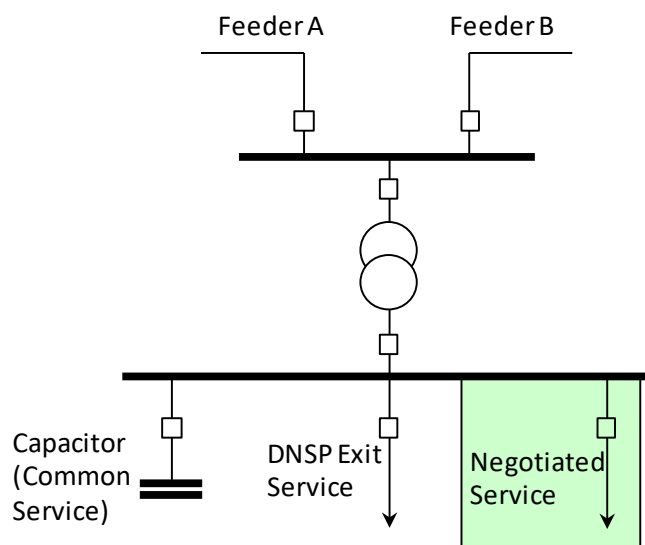 Feeder A
Feeder B
Capacitor
(Common
Service)
DNSP Exit
Service
Negotiated
Service